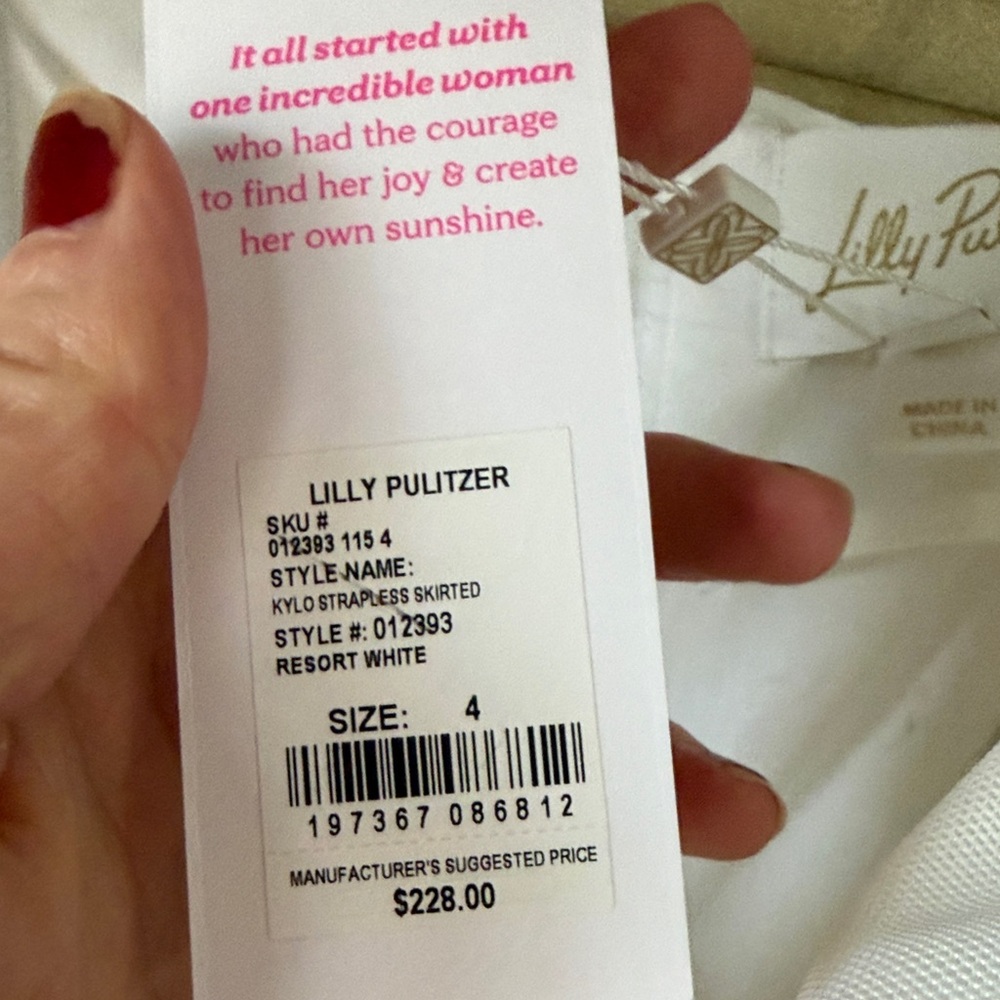 It all started with
one incredible woman
who had the courage
to find her joy & create
her own sunshine.
Lilly
MADE IN
CHINA
LILLY PULITZER
SKU #
012393 115 4
STYLE NAME:
KYLO STRAPLESS SKIRTED
STYLE #: 012393
RESORT WHITE
SIZE: 4
197367 086812
MANUFACTURER'S SUGGESTED PRICE
$228.00